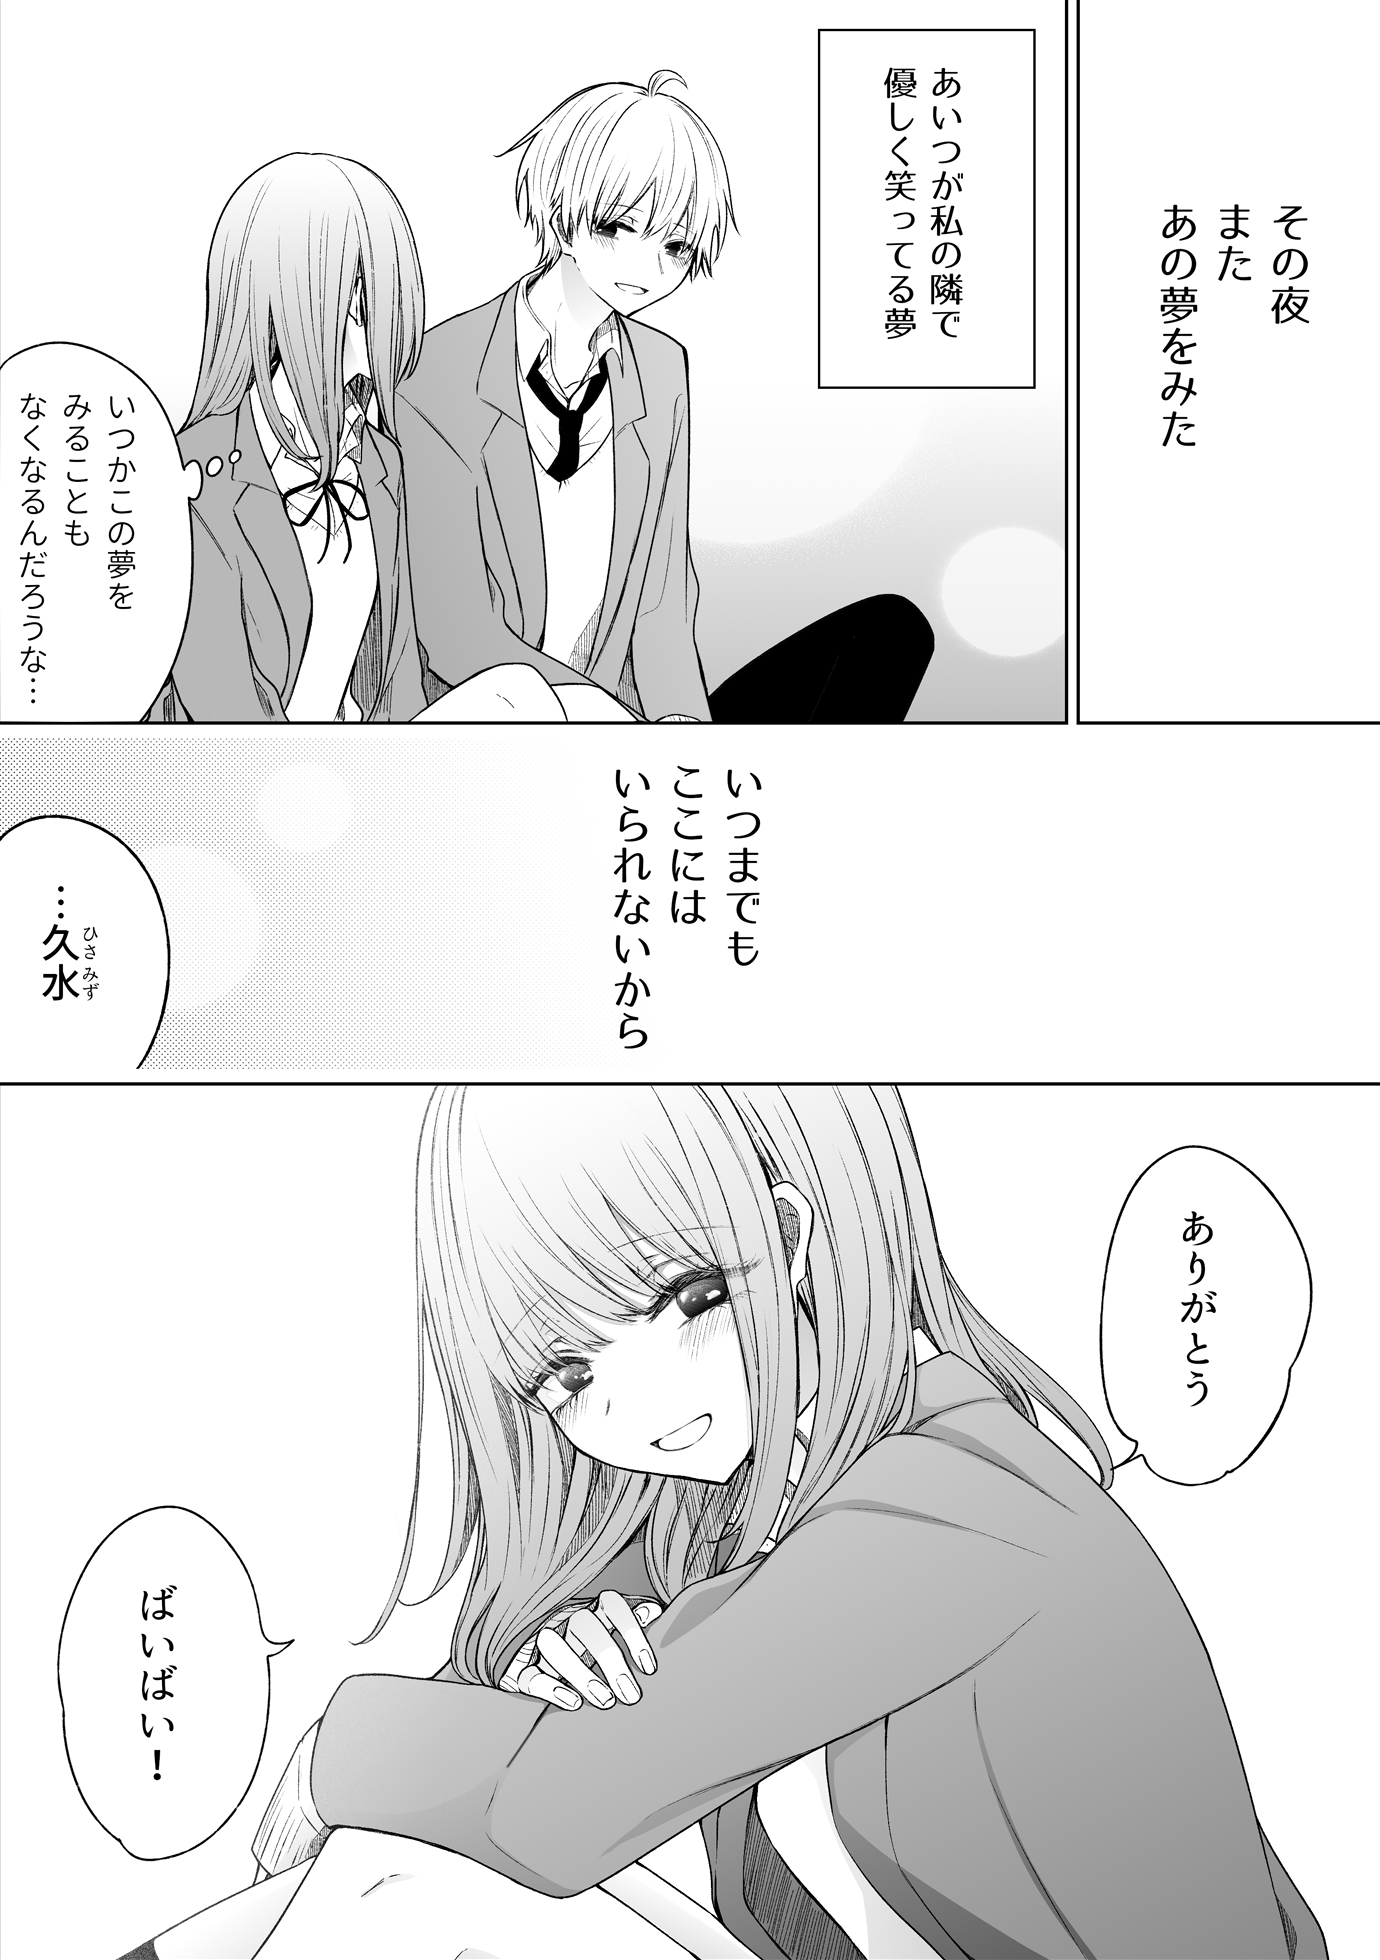 その夜
また
あの夢をみた
あいつが私の隣で
優しく笑ってる夢
いつかこの夢を
みることも
なくなるんだろうな…
いつまでも
ここには
いられないから
…久水
ひさみず
ありがとう
ばいばい！